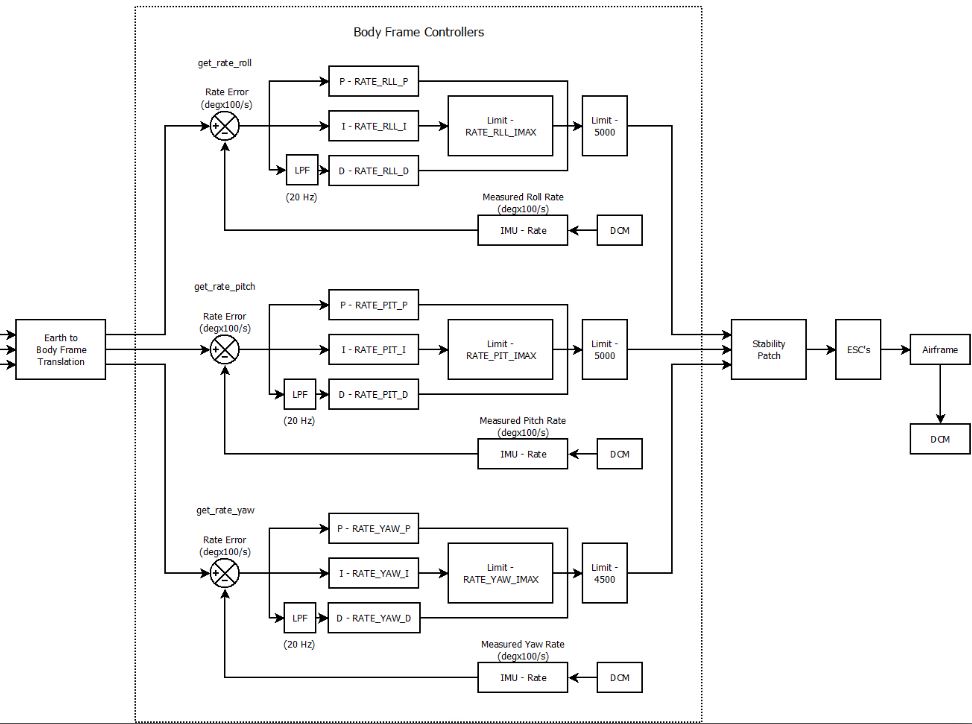 Body Frame Controllers
get_rate_roll
Rate Error
(degx100/s)
+
−
P - RATE_RLL_P
I - RATE_RLL_I
LPF
(20 Hz)
D - RATE_RLL_D
Limit -
RATE_RLL_IMAX
Limit -
5000
Measured Roll Rate
(degx100/s)
IMU - Rate
DCM
get_rate_pitch
Rate Error
(degx100/s)
+
−
P - RATE_PIT_P
I - RATE_PIT_I
LPF
(20 Hz)
D - RATE_PIT_D
Limit -
RATE_PIT_IMAX
Limit -
5000
Measured Pitch Rate
(degx100/s)
IMU - Rate
DCM
Earth to
Body Frame
Translation
Stability
Patch
ESC's
Airframe
DCM
get_rate_yaw
Rate Error
(degx100/s)
+
−
P - RATE_YAW_P
I - RATE_YAW_I
LPF
(20 Hz)
D - RATE_YAW_D
Limit -
RATE_YAW_IMAX
Limit -
4500
Measured Yaw Rate
(degx100/s)
IMU - Rate
DCM